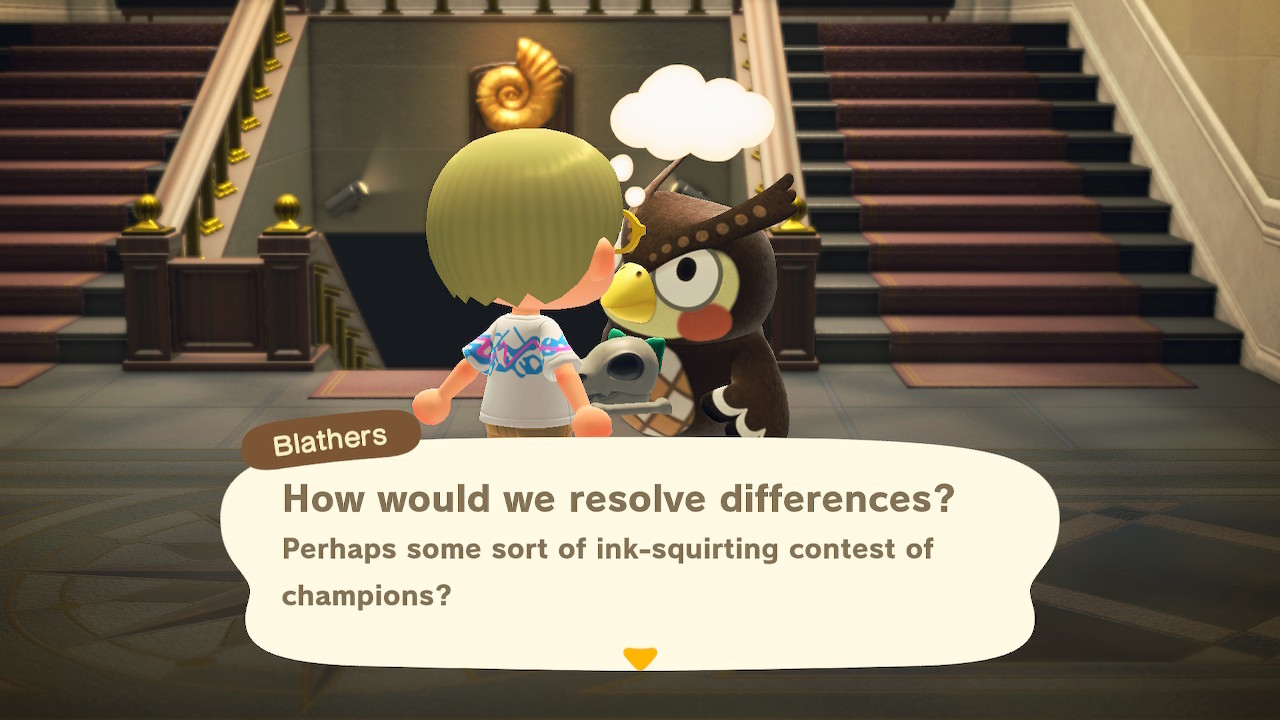 Blathers
How would we resolve differences?
Perhaps some sort of ink-squirting contest of
champions?